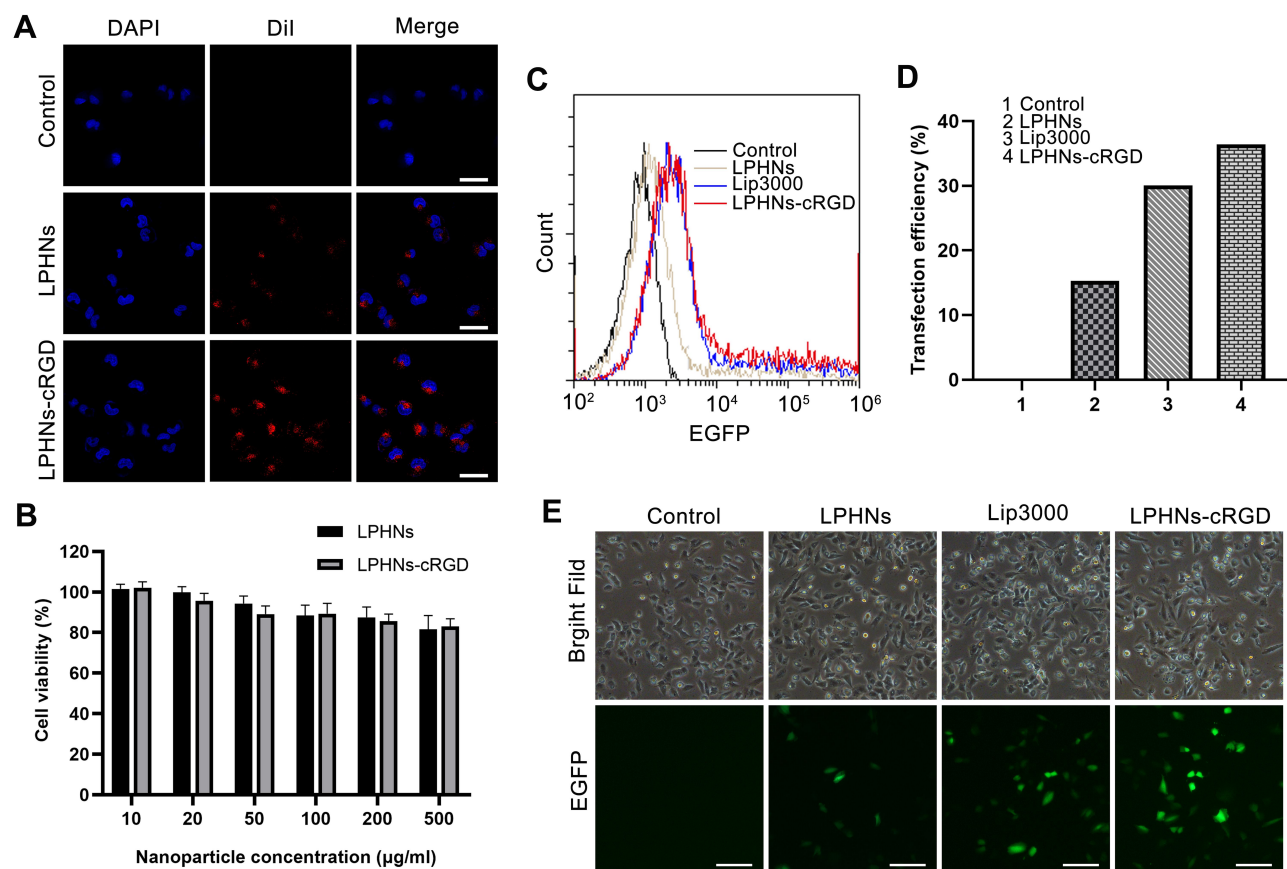 A
DAPI
DiI
Merge
Control
LPHNs
LPHNs-cRGD
B
LPHNs
LPHNs-cRGD
Cell viability (%)
120
100
80
60
40
20
0
10
20
50
100
200
500
Nanoparticle concentration (µg/ml)
C
Control
LPHNs
Lip3000
LPHNs-cRGD
Count
10²
10³
10⁴
10⁵
10⁶
EGFP
D
1 Control
2 LPHNs
3 Lip3000
4 LPHNs-cRGD
Transfection efficiency (%)
40
30
20
10
0
1
2
3
4
E
Control
LPHNs
Lip3000
LPHNs-cRGD
Brgiht Fild
EGFP